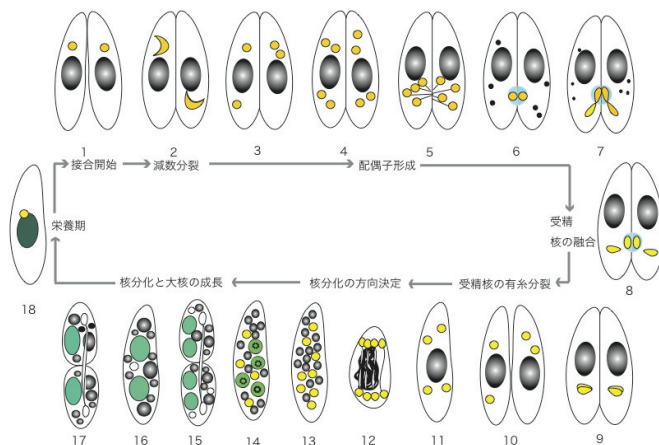 1
2
3
4
5
6
7
接合開始
減数分裂
配偶子形成
受精
核の融合
8
栄養期
18
核分化と大核の成長
核分化の方向決定
受精核の有糸分裂
17
16
15
14
13
12
11
10
9